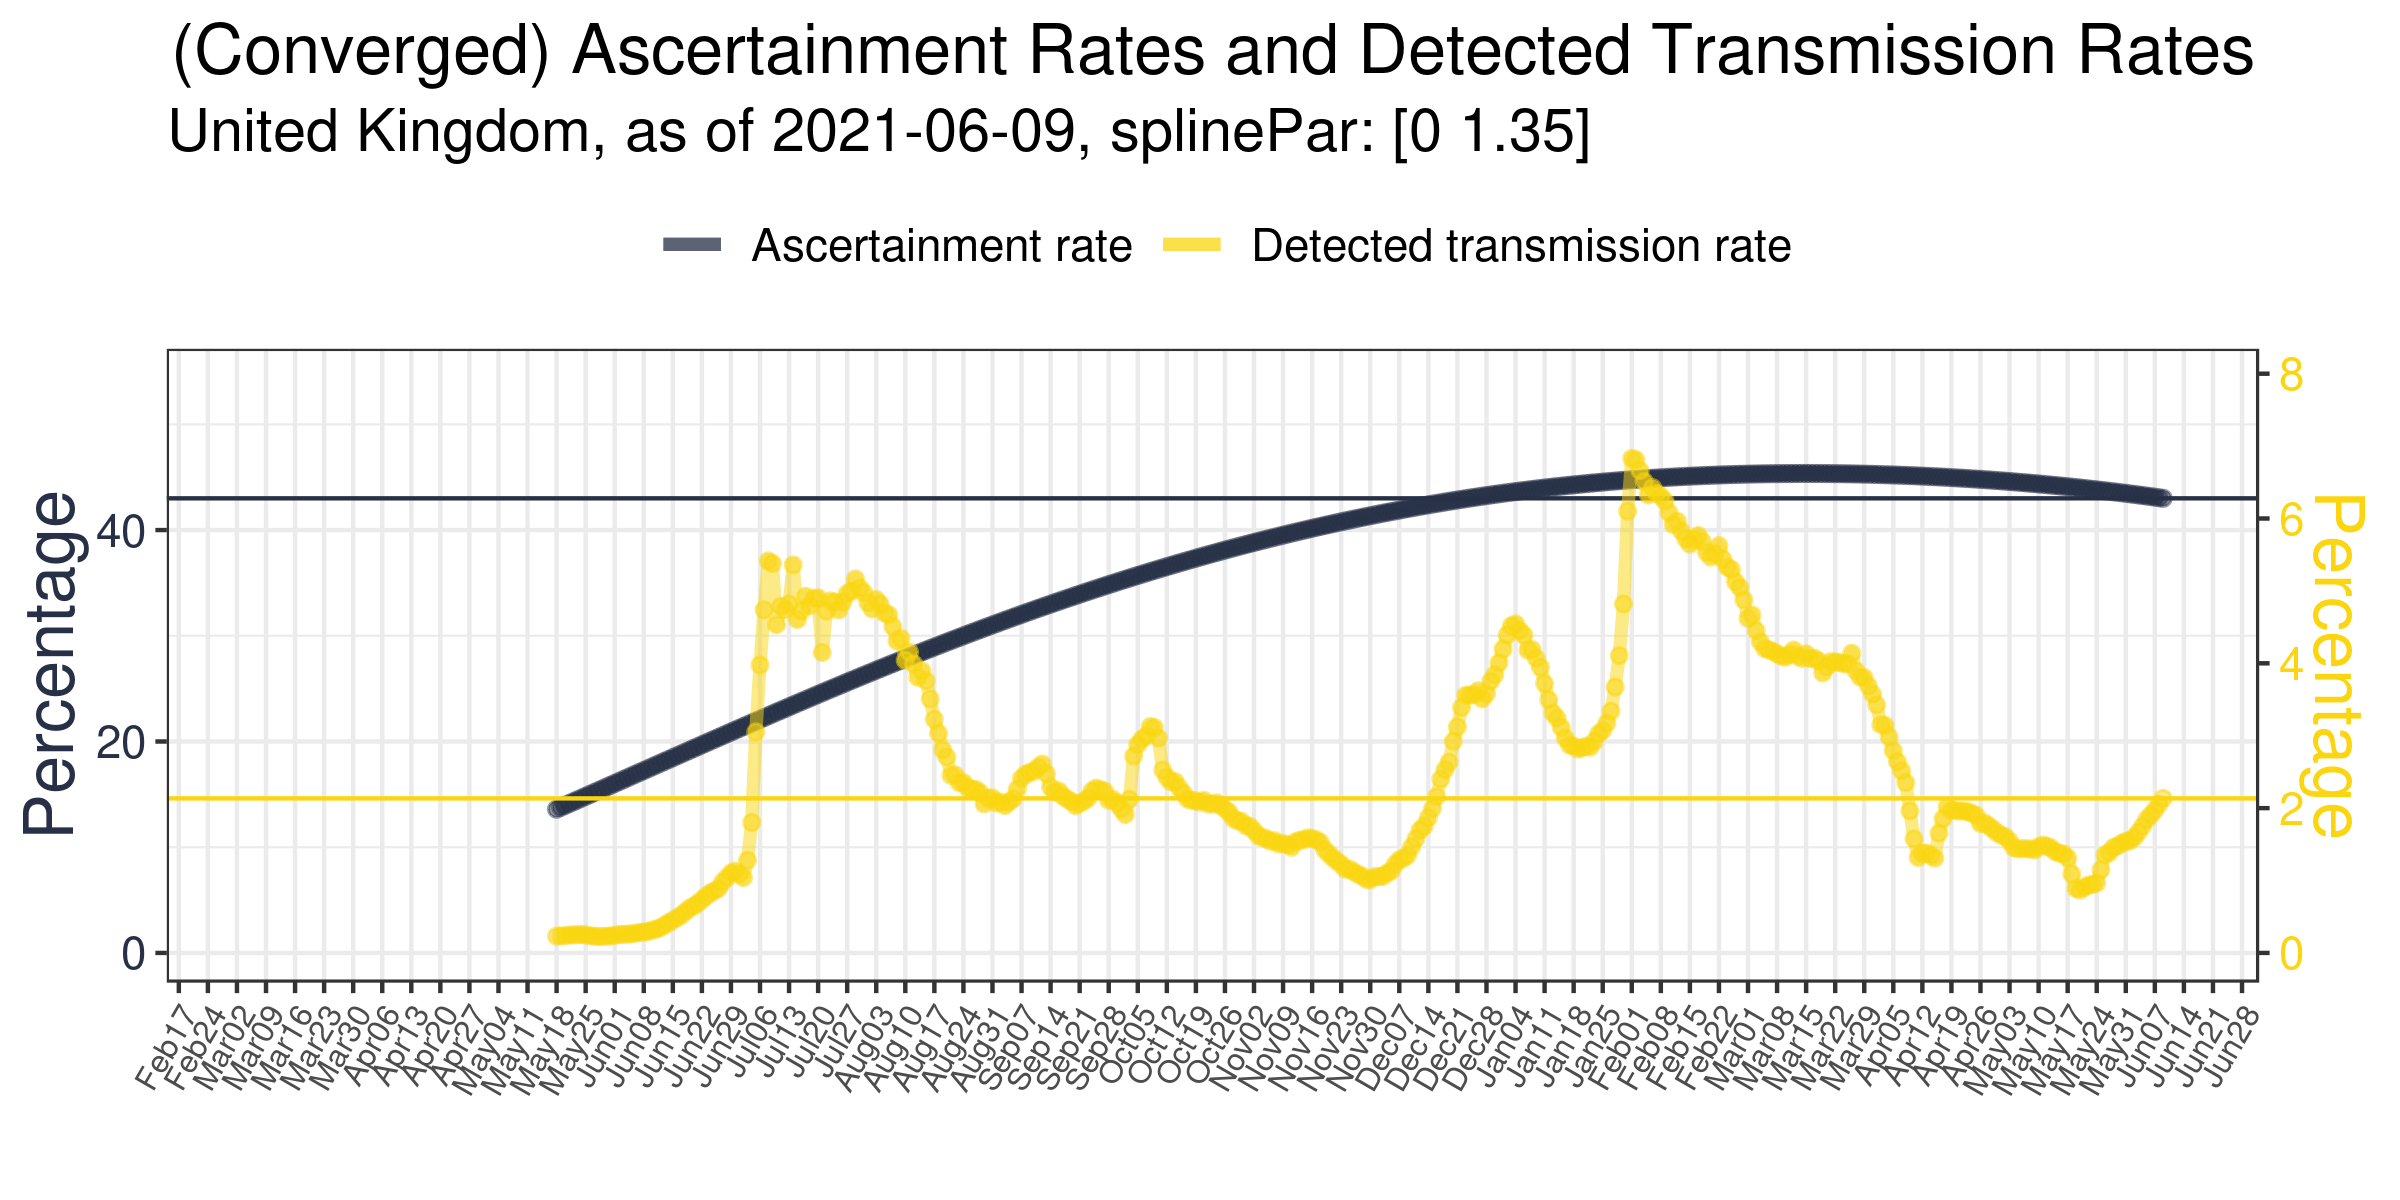 (Converged) Ascertainment Rates and Detected Transmission Rates
United Kingdom, as of 2021-06-09, splinePar: [0 1.35]
Ascertainment rate
Detected transmission rate
Percentage
40
20
0
8
6
4
2
0
Percentage
Feb17
Feb24
Mar02
Mar09
Mar16
Mar23
Mar30
Apr06
Apr13
Apr20
Apr27
May04
May11
May18
May25
Jun01
Jun08
Jun15
Jun22
Jun29
Jul06
Jul13
Jul20
Jul27
Aug03
Aug10
Aug17
Aug24
Aug31
Sep07
Sep14
Sep21
Sep28
Oct05
Oct12
Oct19
Oct26
Nov02
Nov09
Nov16
Nov23
Nov30
Dec07
Dec14
Dec21
Dec28
Jan04
Jan11
Jan18
Jan25
Feb01
Feb08
Feb15
Feb22
Mar01
Mar08
Mar15
Mar22
Mar29
Apr05
Apr12
Apr19
Apr26
May03
May10
May17
May24
May31
Jun07
Jun14
Jun21
Jun28